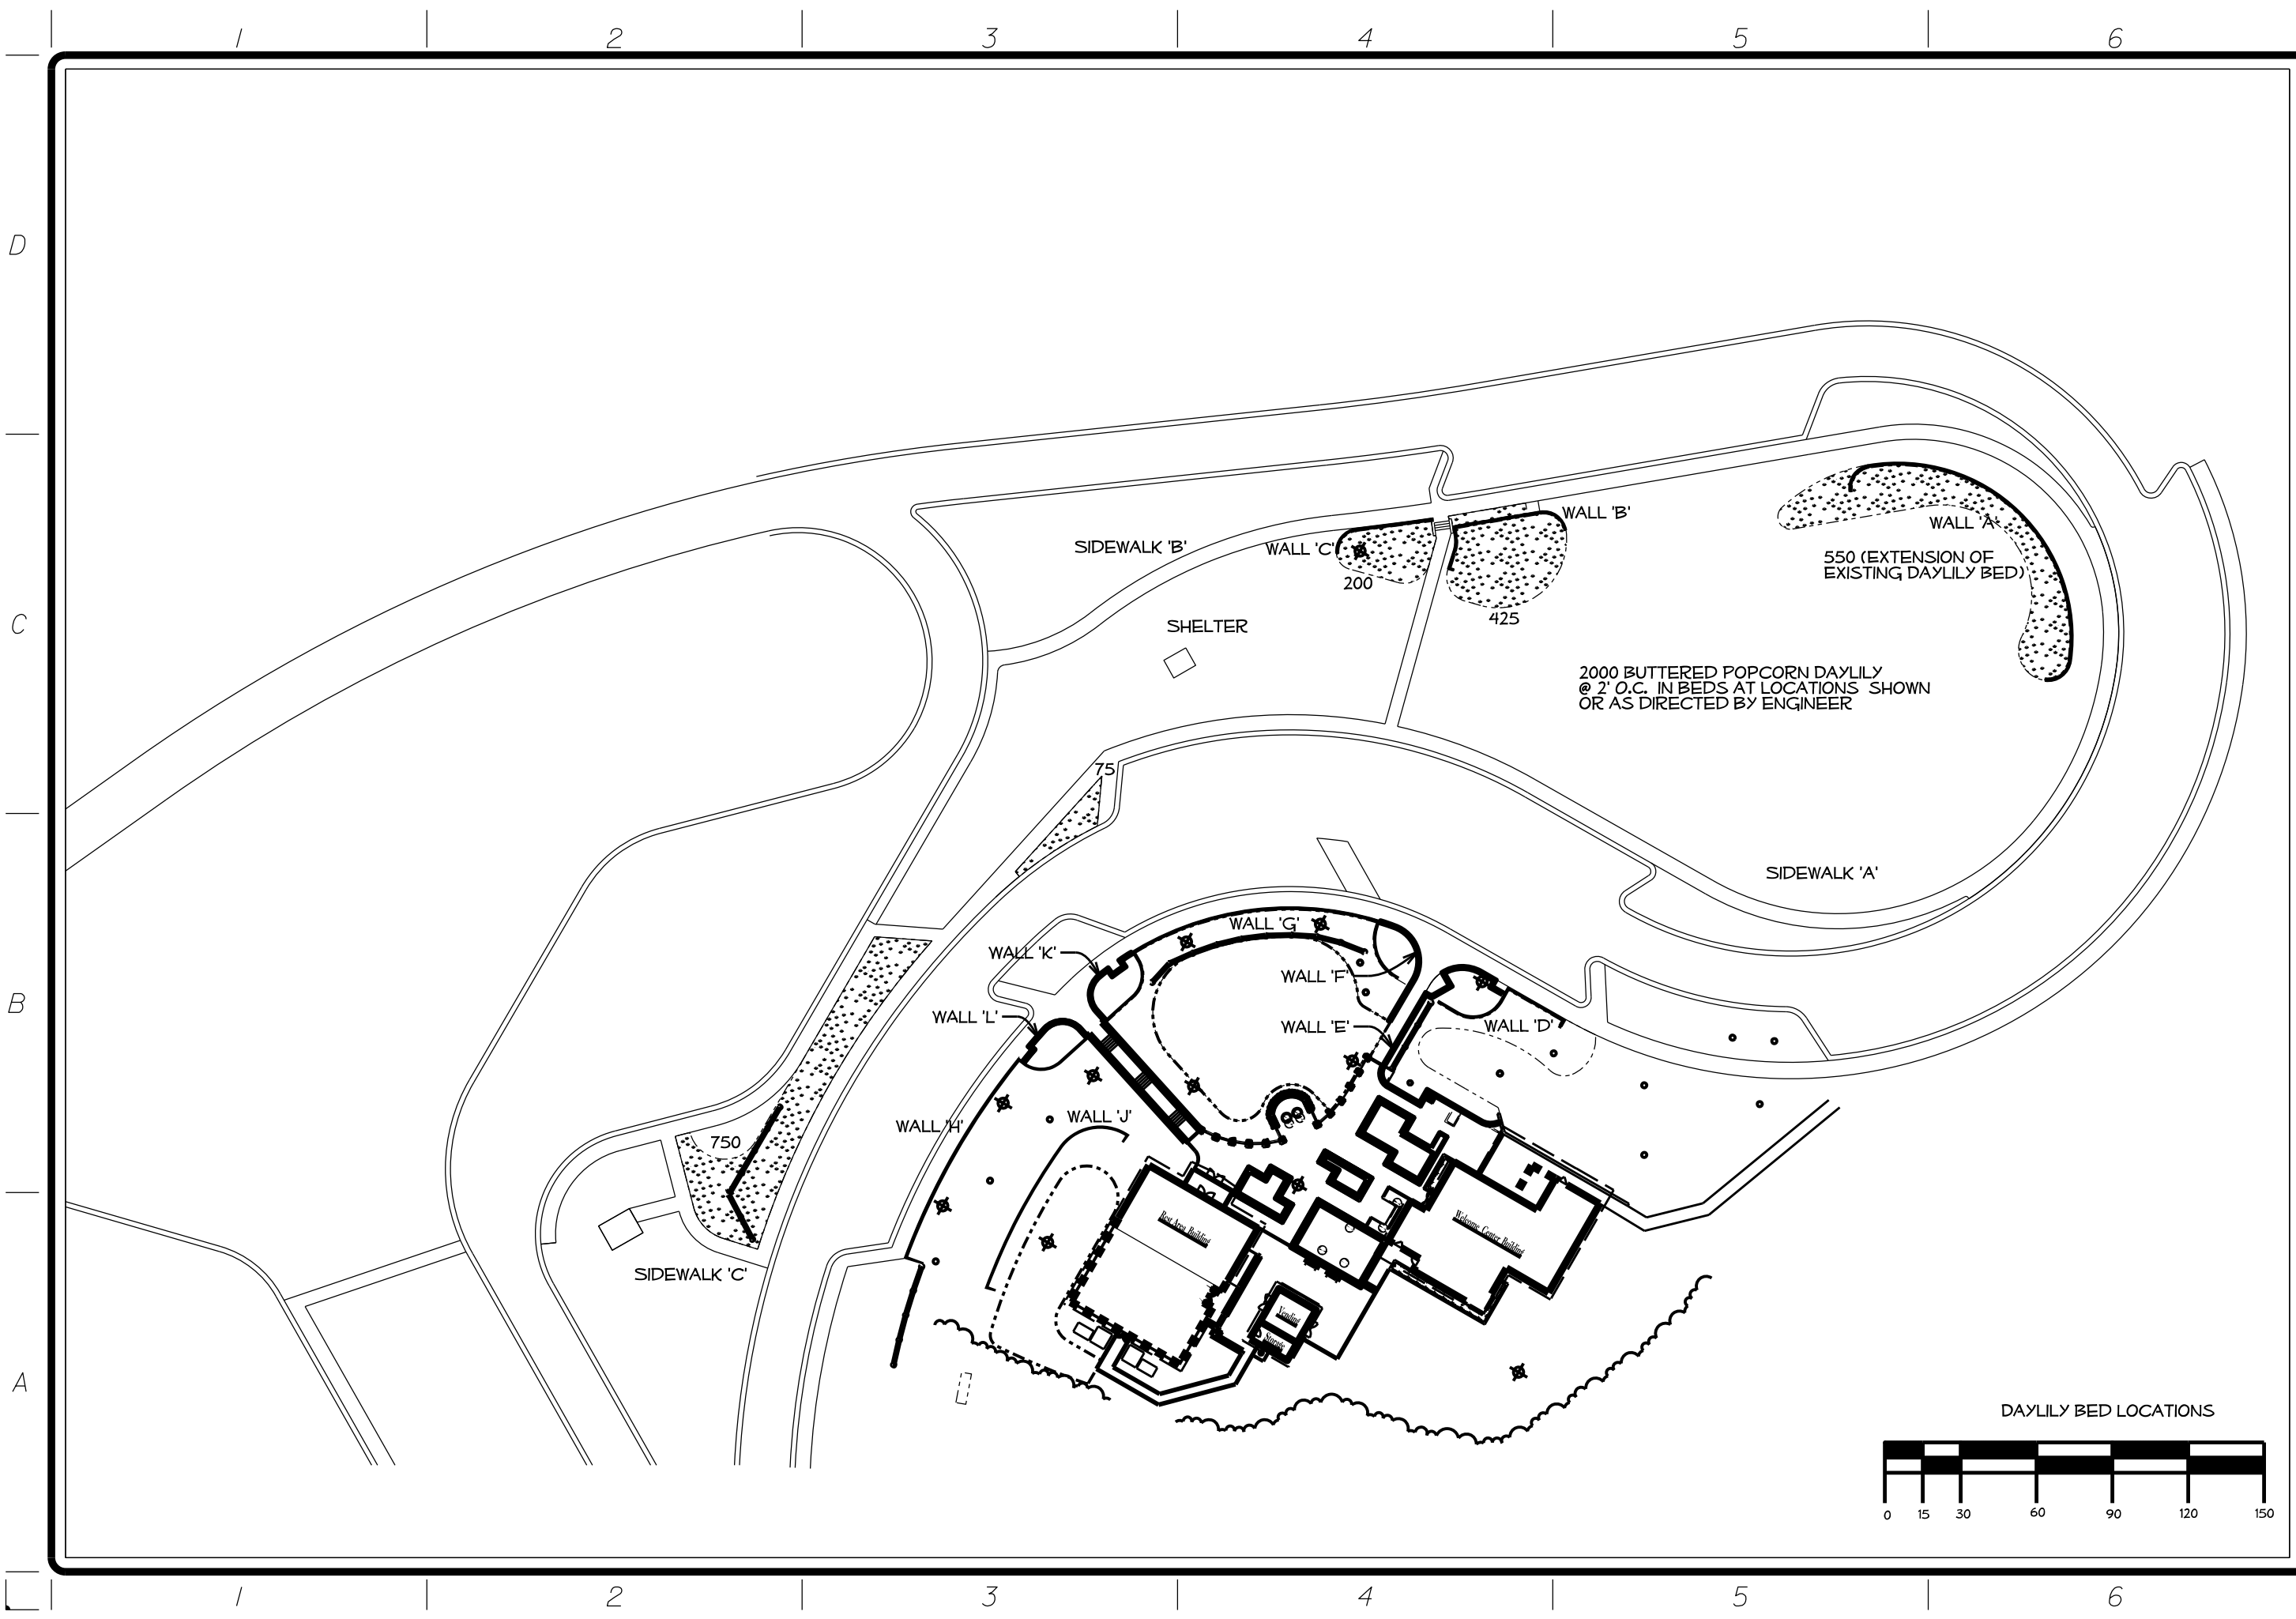 1 2 3 4 5 6
D
WALL 'B'
WALL 'A'
SIDEWALK 'B'
WALL 'C'
550 (EXTENSION OF
EXISTING DAYLILY BED)
200
425
C
SHELTER
2000 BUTTERED POPCORN DAYLILY
@ 2' O.C. IN BEDS AT LOCATIONS SHOWN
OR AS DIRECTED BY ENGINEER
75
SIDEWALK 'A'
WALL 'G'
WALL 'K'
WALL 'F'
B
WALL 'L'
WALL 'E'
WALL 'D'
WALL 'J'
WALL 'H'
750
Rest Area Building
Welcome Center Building
SIDEWALK 'C'
Vending
Storage
A
DAYLILY BED LOCATIONS
0 15 30 60 90 120 150
1 2 3 4 5 6